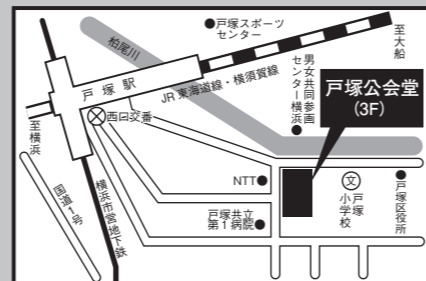 戸塚スポーツ
センター
至大船
柏尾川
戸塚駅
JR東海道線・横須賀線
男女共同参画
センター横浜
戸塚公会堂
(3F)
至横浜
西口交番
国道1号
横浜市営地下鉄
NTT
文
戸塚
小学校
戸塚区役所
戸塚共立
第1病院